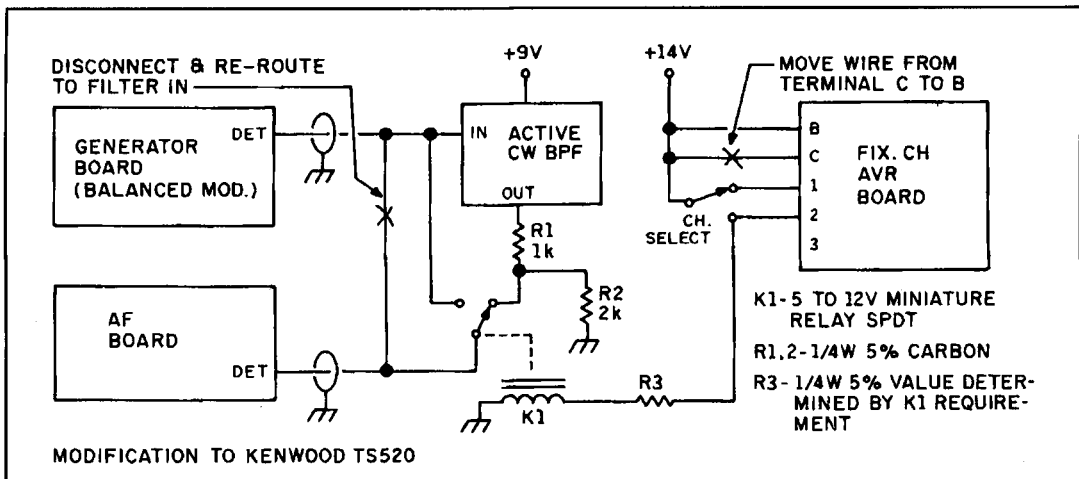 DISCONNECT & RE-ROUTE
TO FILTER IN
GENERATOR
BOARD
(BALANCED MOD.)
DET
AF
BOARD
DET
+9V
IN
ACTIVE
CW BPF
OUT
R1
1k
R2
2k
K1
R3
+14V
MOVE WIRE FROM
TERMINAL C TO B
CH.
SELECT
B
C
1
2
3
FIX. CH
AVR
BOARD
K1-5 TO 12V MINIATURE
RELAY SPDT
R1,2-1/4W 5% CARBON
R3-1/4W 5% VALUE DETER-
MINED BY K1 REQUIRE-
MENT
MODIFICATION TO KENWOOD TS520